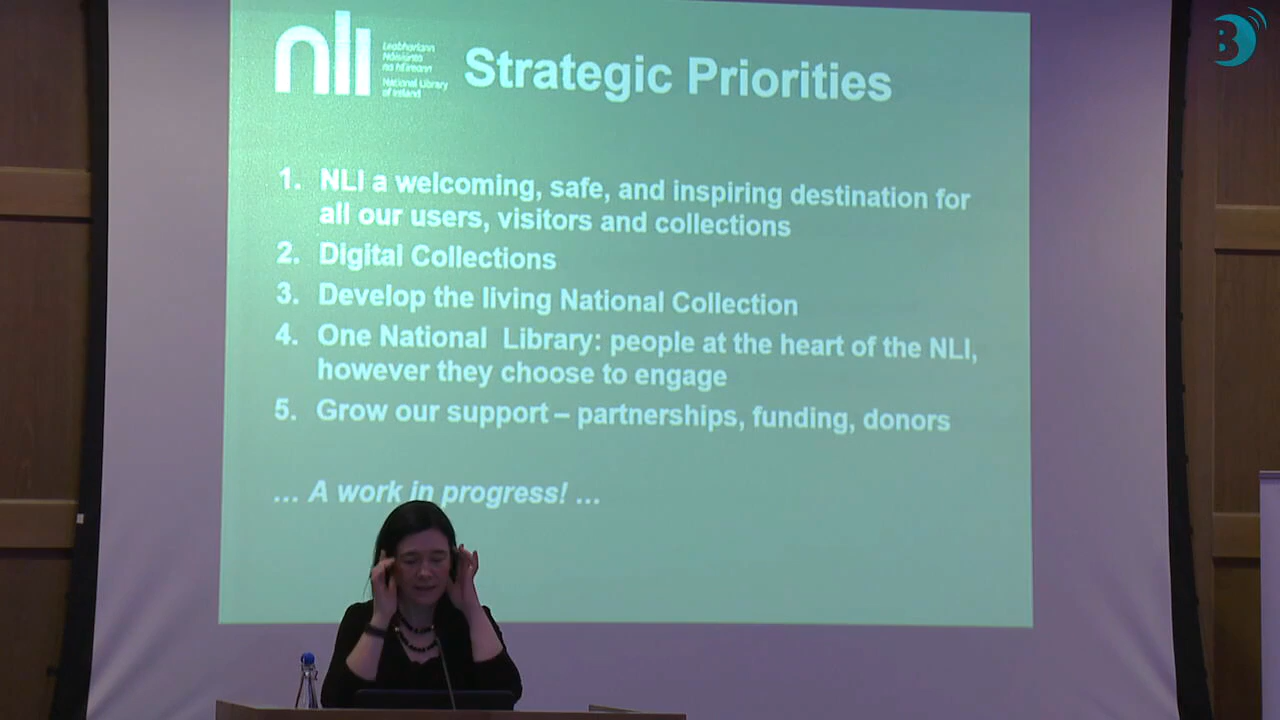 nli
Leabharlann
Náisiúnta
na hÉireann
National Library
of Ireland
Strategic Priorities
1. NLI a welcoming, safe, and inspiring destination for
all our users, visitors and collections
2. Digital Collections
3. Develop the living National Collection
4. One National Library: people at the heart of the NLI,
however they choose to engage
5. Grow our support – partnerships, funding, donors
... A work in progress! ...
B